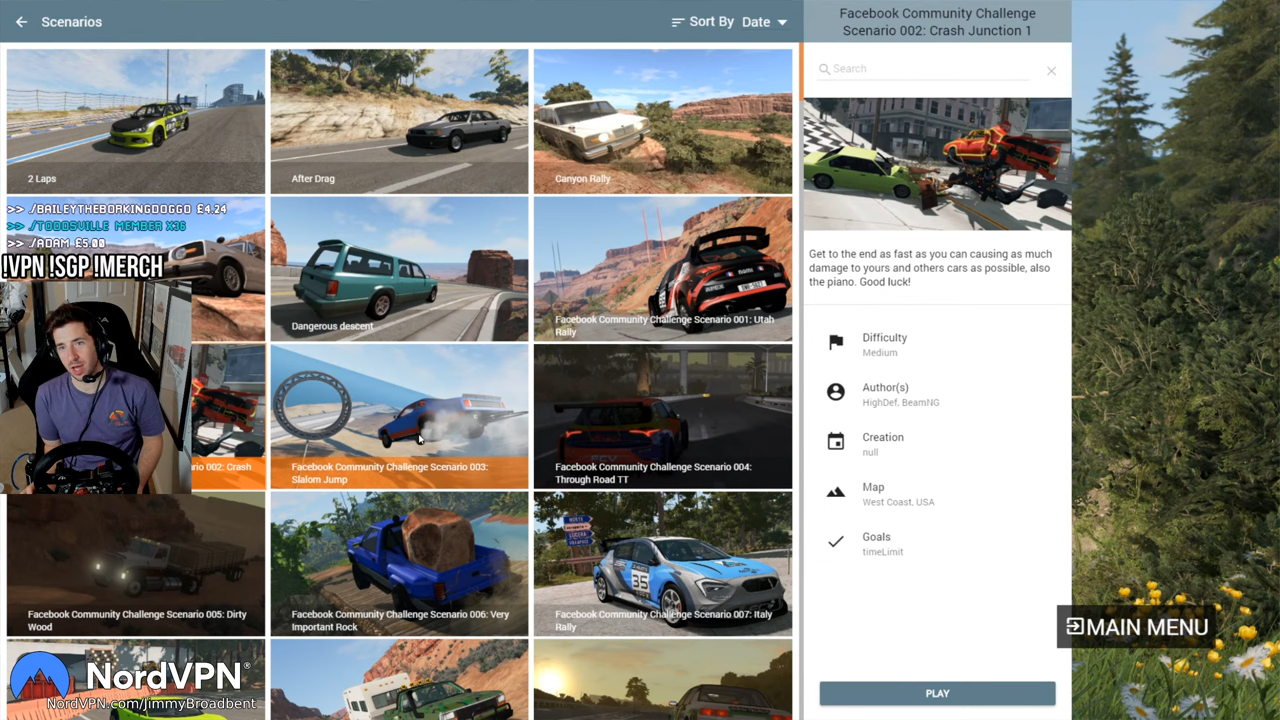 Scenarios
Sort By Date
2 Laps
After Drag
Canyon Rally
>> ./BAILEYTHEBORKINGDOGGO £4.24
>> ./TODOSVILLE MEMBER X36
>> ./ADAM £5.00
!VPN !SGP !MERCH
Dangerous descent
Facebook Community Challenge Scenario 001: Utah
Rally
ario 002: Crash
Facebook Community Challenge Scenario 003:
Slalom Jump
Facebook Community Challenge Scenario 004:
Through Road TT
Facebook Community Challenge Scenario 005: Dirty
Wood
Facebook Community Challenge Scenario 006: Very
Important Rock
Facebook Community Challenge Scenario 007: Italy
Rally
35
NordVPN®
NordVPN.com/JimmyBroadbent
Facebook Community Challenge
Scenario 002: Crash Junction 1
Search
Get to the end as fast as you can causing as much
damage to yours and others cars as possible, also
the piano. Good luck!
Difficulty
Medium
Author(s)
HighDef, BeamNG
Creation
null
Map
West Coast, USA
Goals
timeLimit
PLAY
MAIN MENU